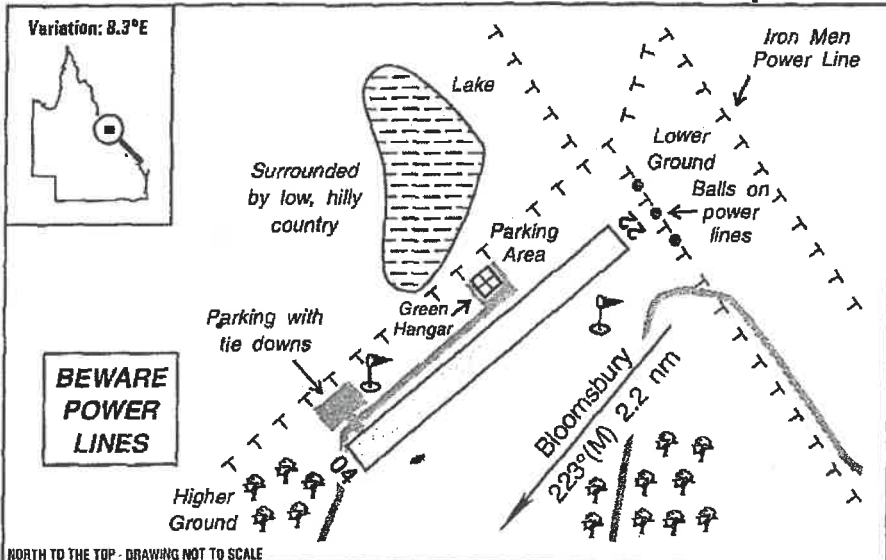 Variation: 8.3°E
Lake
Iron Men
Power Line
Lower
Ground
Surrounded
by low, hilly
country
Balls on
power
lines
22
Parking
Area
Green
Hangar
Parking with
tie downs
BEWARE
POWER
LINES
Bloomsbury
223°(M) 2.2 nm
04
Higher
Ground
NORTH TO THE TOP - DRAWING NOT TO SCALE